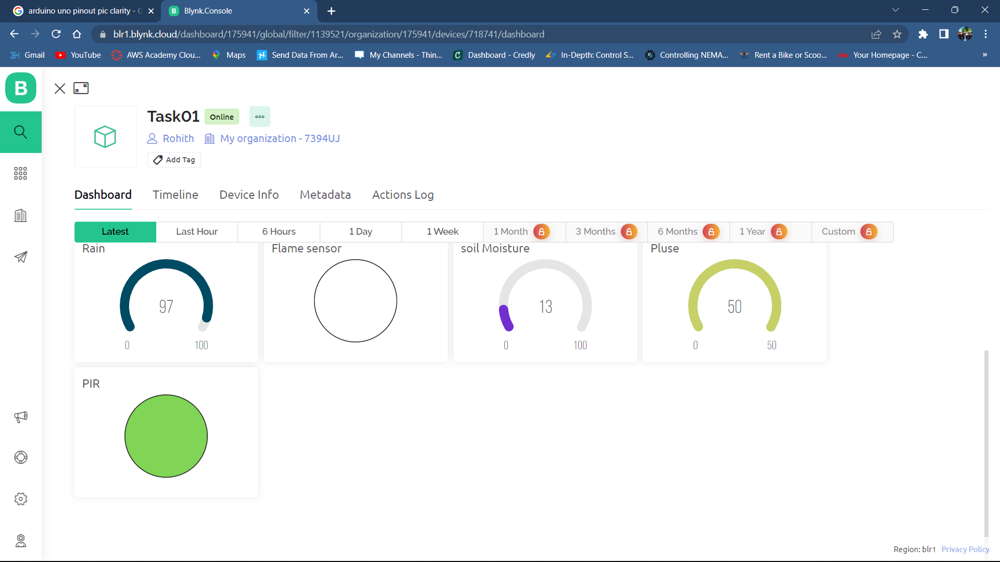 arduino uno pinout pic clarity - G
Blynk.Console
blr1.blynk.cloud/dashboard/175941/global/filter/1139521/organization/175941/devices/718741/dashboard
Gmail YouTube AWS Academy Clou... Maps Send Data From Ar... My Channels - Thin... Dashboard - Credly In-Depth: Control S... Controlling NEMA... Rent a Bike or Scoo... Your Homepage - C... »
B
Task01 Online
Rohith My organization - 7394UJ
Add Tag
Dashboard Timeline Device Info Metadata Actions Log
Latest Last Hour 6 Hours 1 Day 1 Week 1 Month 3 Months 6 Months 1 Year Custom
Rain Flame sensor soil Moisture Pluse
97 13 50
0 100 0 100 0 50
PIR
Region: blr1 Privacy Policy